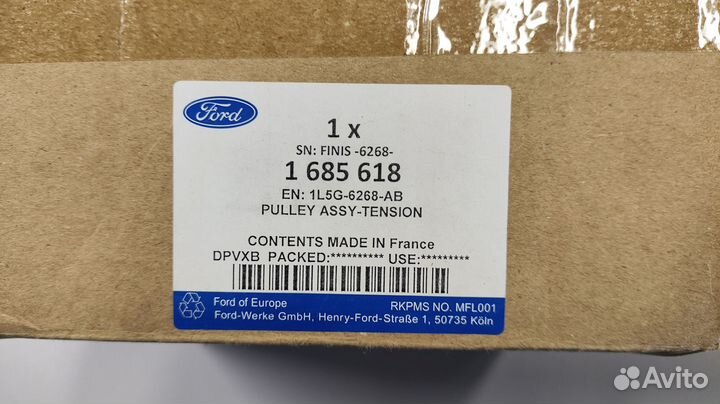 Ford
1 x
SN: FINIS -6268-
1 685 618
EN: 1L5G-6268-AB
PULLEY ASSY-TENSION
CONTENTS MADE IN France
DPVXB PACKED:********** USE:*********
Ford of Europe
RKPMS NO. MFL001
Ford-Werke GmbH, Henry-Ford-Straße 1, 50735 Köln
Avito